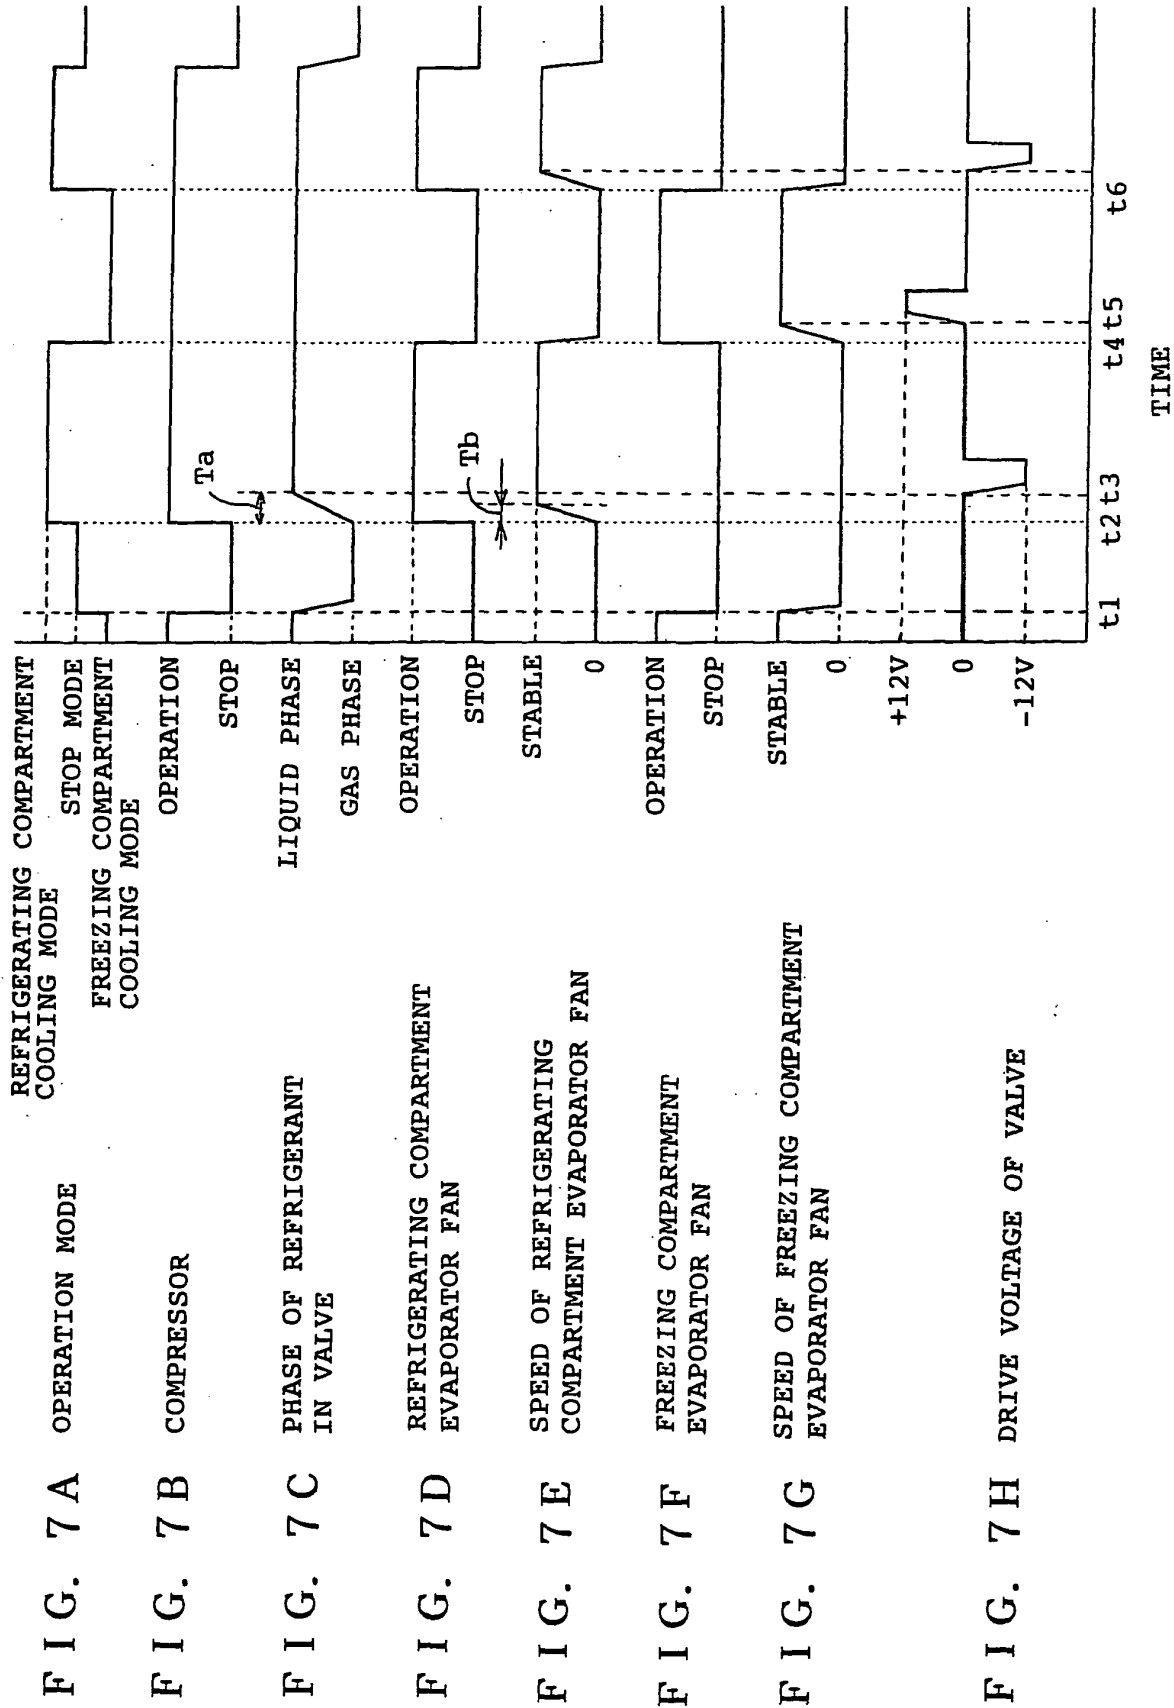 FIG. 7A OPERATION MODE
REFRIGERATING COMPARTMENT
COOLING MODE
STOP MODE
FREEZING COMPARTMENT
COOLING MODE
FIG. 7B COMPRESSOR
OPERATION
STOP
FIG. 7C PHASE OF REFRIGERANT
IN VALVE
LIQUID PHASE
GAS PHASE
Ta
FIG. 7D REFRIGERATING COMPARTMENT
EVAPORATOR FAN
OPERATION
STOP
Tb
FIG. 7E SPEED OF REFRIGERATING
COMPARTMENT EVAPORATOR FAN
STABLE
0
FIG. 7F FREEZING COMPARTMENT
EVAPORATOR FAN
OPERATION
STOP
FIG. 7G SPEED OF FREEZING COMPARTMENT
EVAPORATOR FAN
STABLE
0
FIG. 7H DRIVE VOLTAGE OF VALVE
+12V
0
-12V
t1 t2 t3 t4 t5 t6
TIME